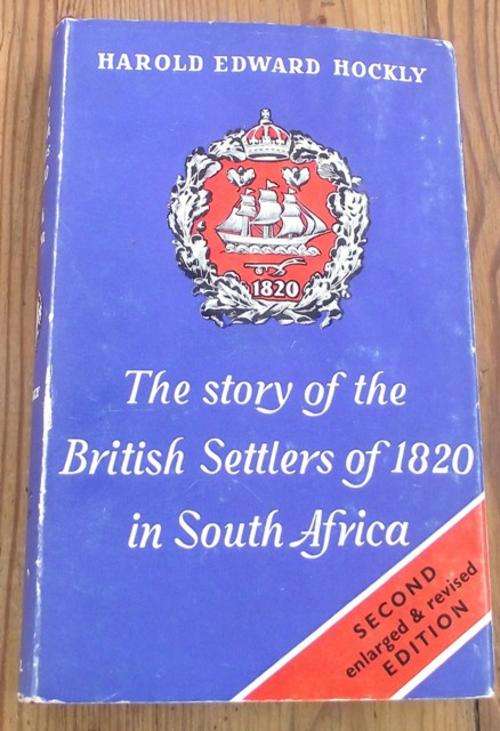 HAROLD EDWARD HOCKLY
1820
The story of the
British Settlers of 1820
in South Africa
SECOND
enlarged & revised
EDITION